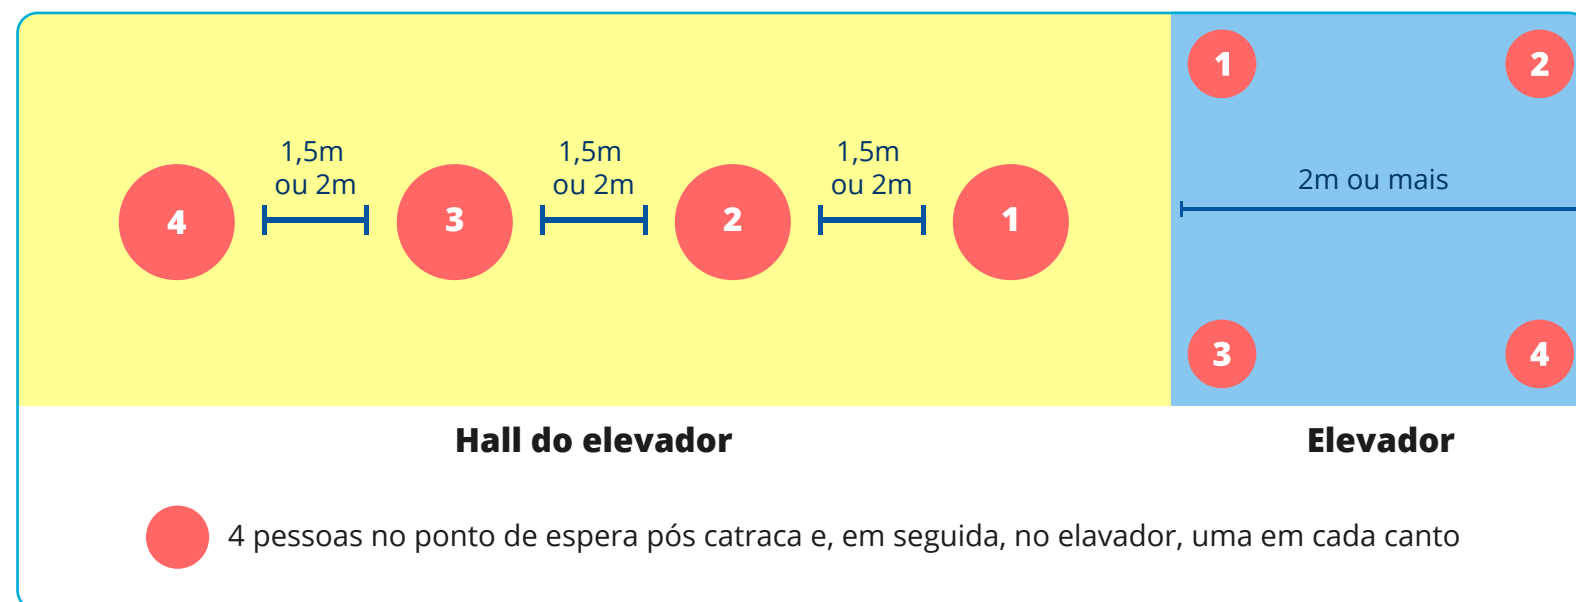 1,5m
ou 2m
1,5m
ou 2m
1,5m
ou 2m
4
3
2
1
1
2
2m ou mais
3
4
Hall do elevador
Elevador
4 pessoas no ponto de espera pós catraca e, em seguida, no elavador, uma em cada canto